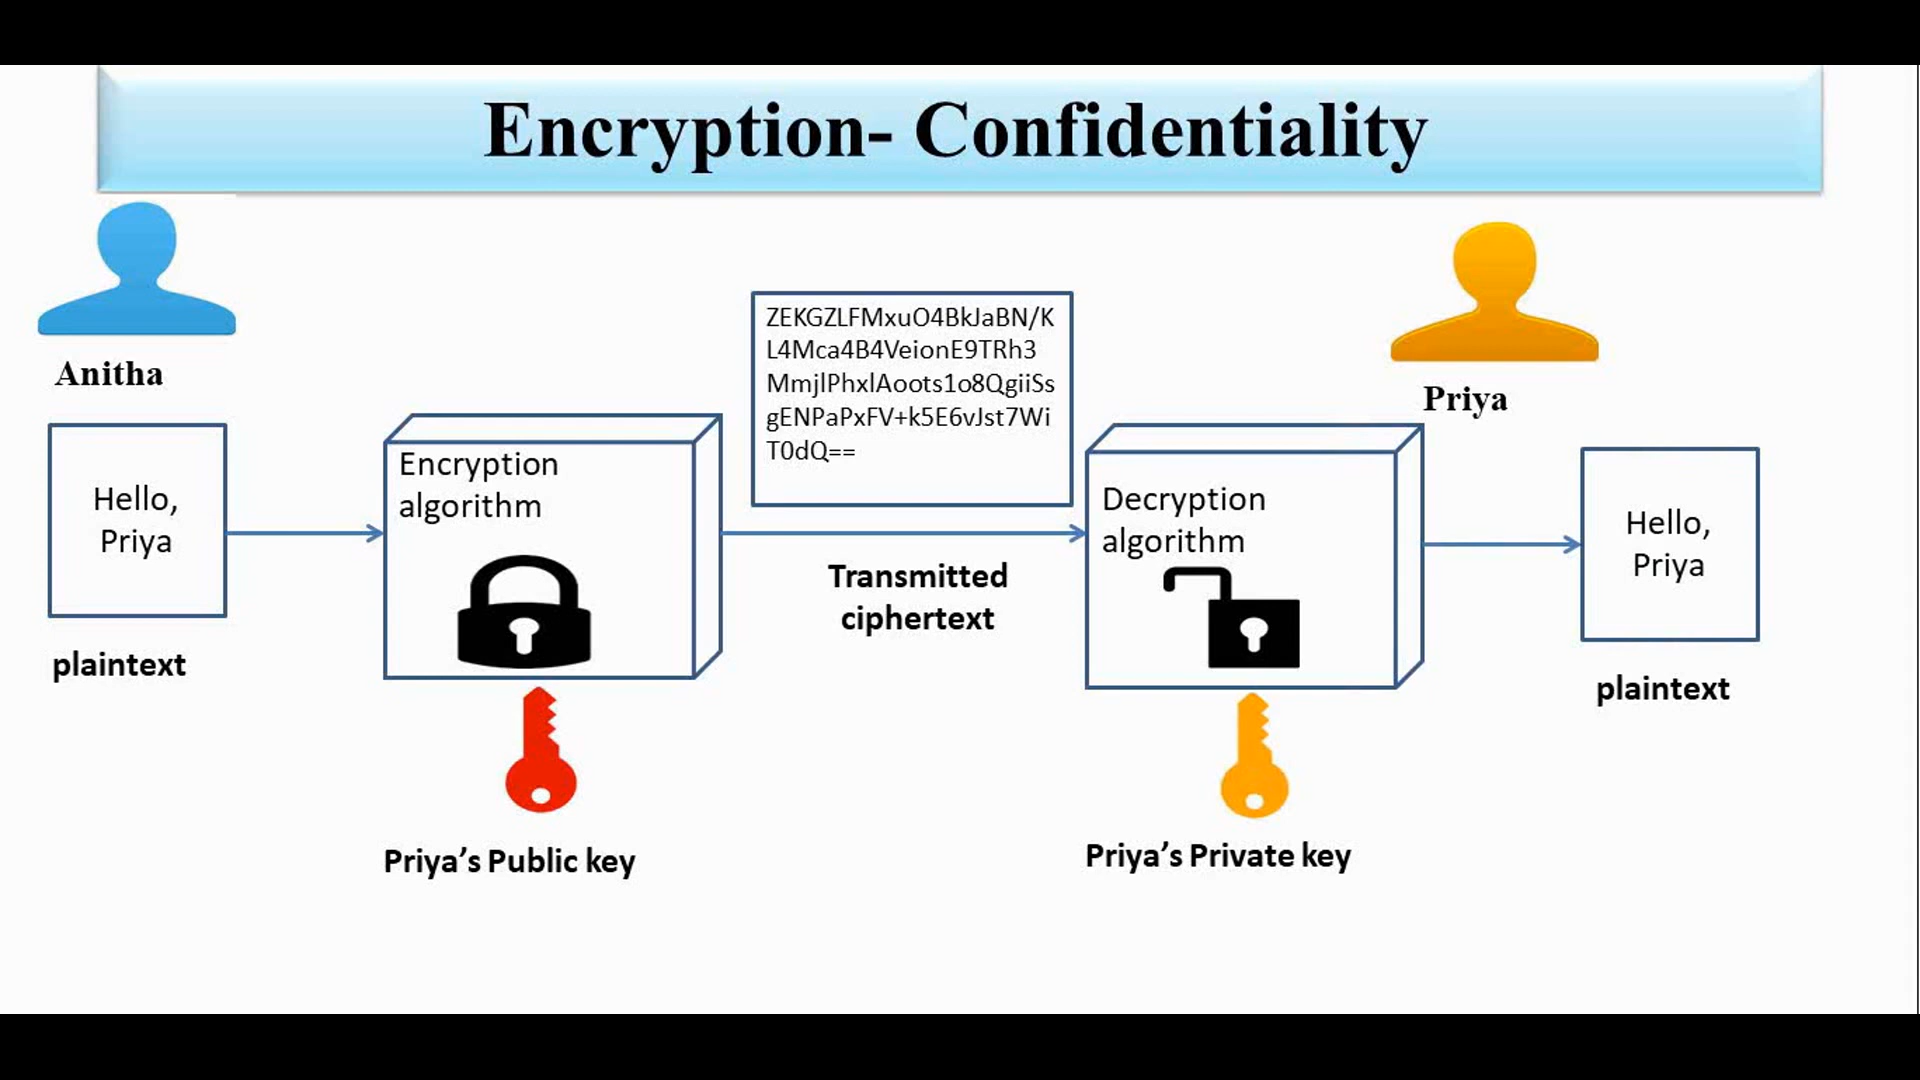 Encryption- Confidentiality
Anitha
Hello,
Priya
plaintext
Encryption
algorithm
Priya’s Public key
ZEKGZLFMxuO4BkJaBN/K
L4Mca4B4VeionE9TRh3
MmjlPhxlAoots1o8QgiiSs
gENPaPxFV+k5E6vJst7Wi
T0dQ==
Transmitted
ciphertext
Decryption
algorithm
Priya’s Private key
Priya
Hello,
Priya
plaintext